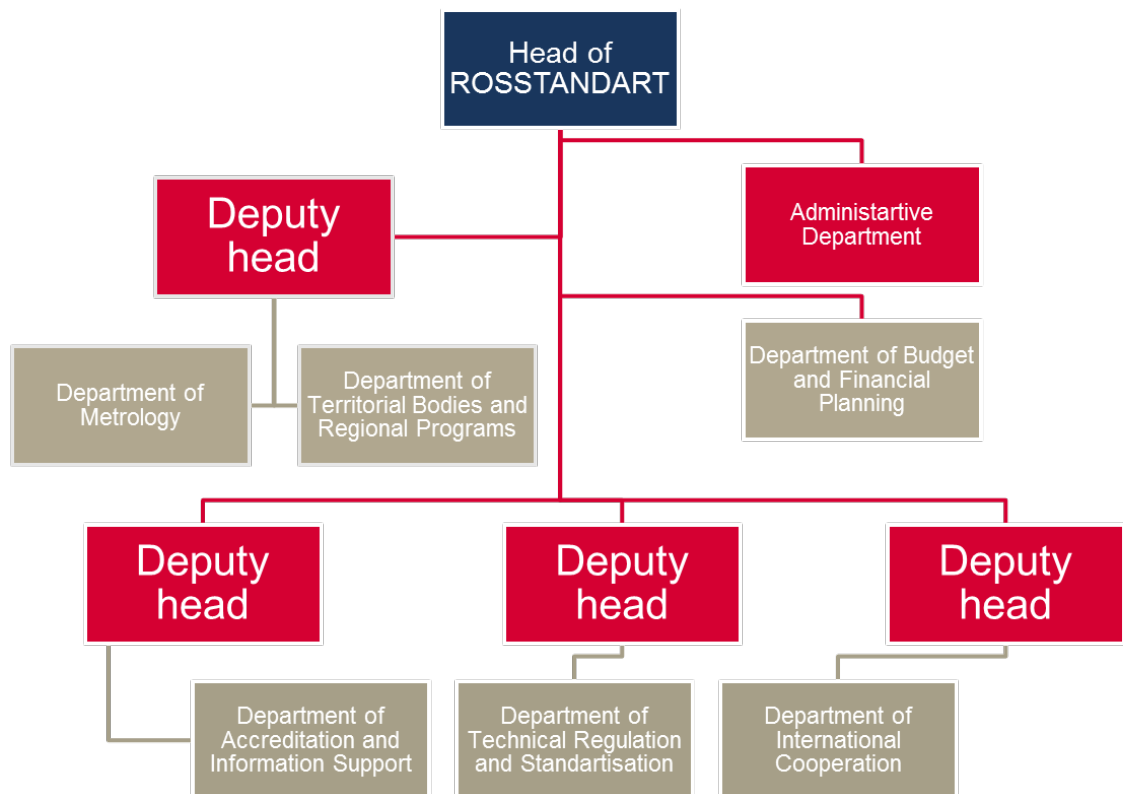 Head of
ROSSTANDART
Deputy
head
Administartive
Department
Department of
Metrology
Department of
Territorial Bodies and
Regional Programs
Department of Budget
and Financial
Planning
Deputy
head
Deputy
head
Deputy
head
Department of
Accreditation and
Information Support
Department of
Technical Regulation
and Standartisation
Department of
International
Cooperation